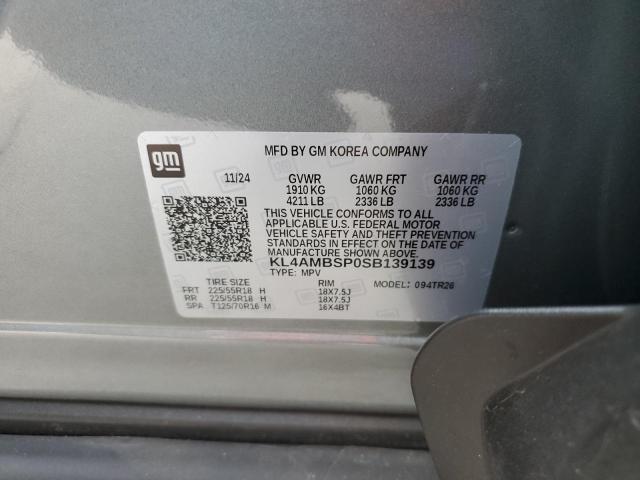 gm
MFD BY GM KOREA COMPANY
11/24 GVWR GAWR FRT GAWR RR
1910 KG 1060 KG 1060 KG
4211 LB 2336 LB 2336 LB
THIS VEHICLE CONFORMS TO ALL
APPLICABLE U.S. FEDERAL MOTOR
VEHICLE SAFETY AND THEFT PREVENTION
STANDARDS IN EFFECT ON THE DATE OF
MANUFACTURE SHOWN ABOVE.
KL4AMBSP0SB139139
TYPE: MPV
TIRE SIZE RIM MODEL: 094TR26
FRT 225/55R18 H 18X7.5J
RR 225/55R18 H 18X7.5J
SPA T125/70R16 M 16X4BT